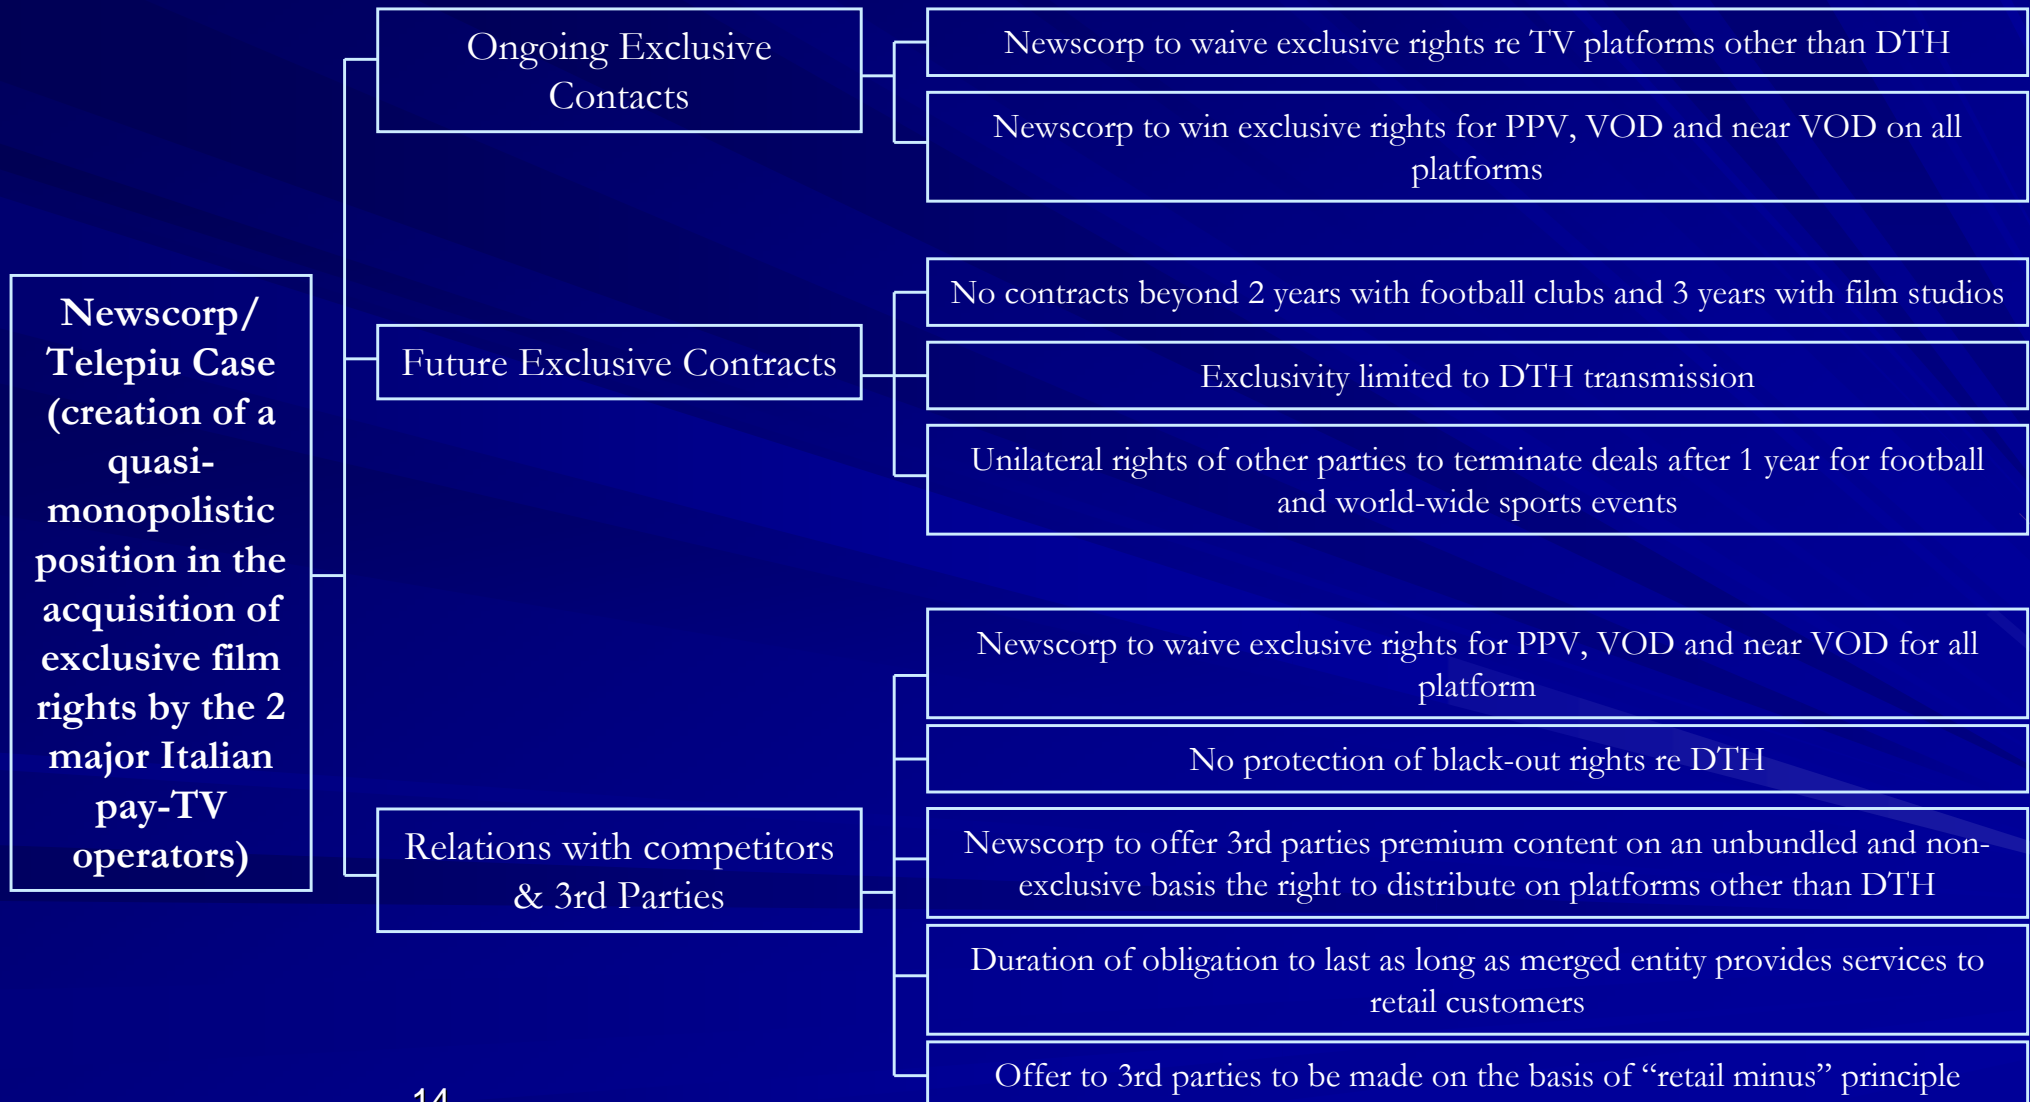 Newscorp/
Telepiu Case
(creation of a
quasi-
monopolistic
position in the
acquisition of
exclusive film
rights by the 2
major Italian
pay-TV
operators)
Ongoing Exclusive
Contacts
Newscorp to waive exclusive rights re TV platforms other than DTH
Newscorp to win exclusive rights for PPV, VOD and near VOD on all
platforms
Future Exclusive Contracts
No contracts beyond 2 years with football clubs and 3 years with film studios
Exclusivity limited to DTH transmission
Unilateral rights of other parties to terminate deals after 1 year for football
and world-wide sports events
Relations with competitors
& 3rd Parties
Newscorp to waive exclusive rights for PPV, VOD and near VOD for all
platform
No protection of black-out rights re DTH
Newscorp to offer 3rd parties premium content on an unbundled and non-
exclusive basis the right to distribute on platforms other than DTH
Duration of obligation to last as long as merged entity provides services to
retail customers
Offer to 3rd parties to be made on the basis of “retail minus” principle
14